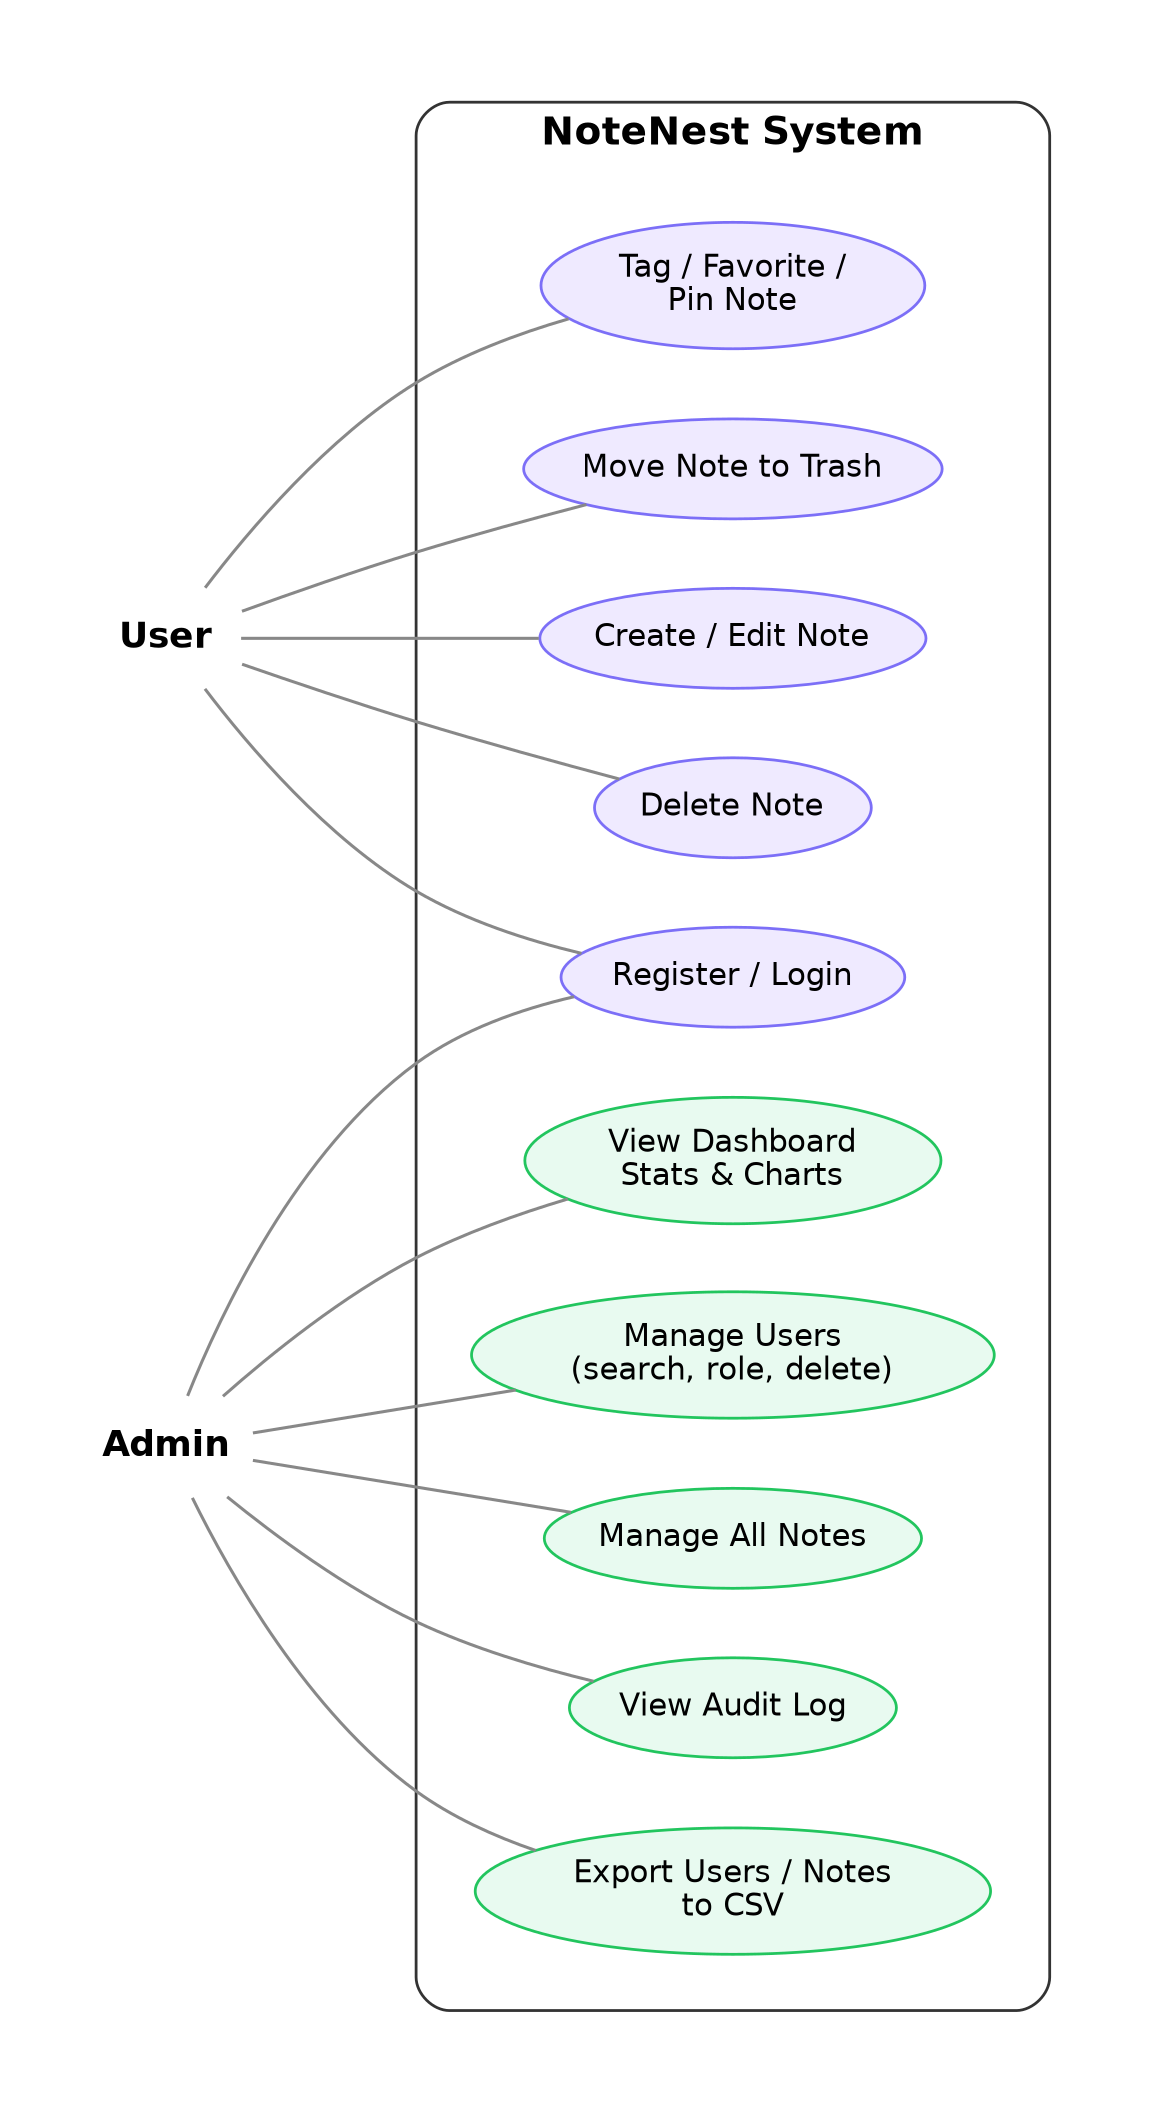 NoteNest System
Tag / Favorite /
Pin Note
Move Note to Trash
User
Create / Edit Note
Delete Note
Register / Login
View Dashboard
Stats & Charts
Manage Users
(search, role, delete)
Admin
Manage All Notes
View Audit Log
Export Users / Notes
to CSV